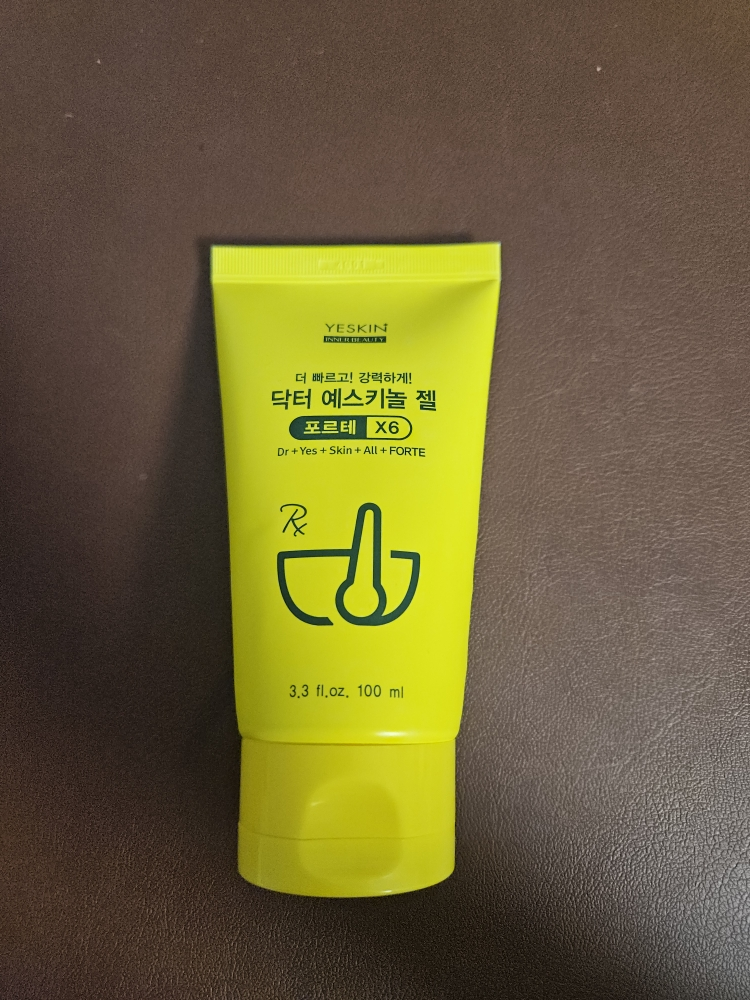 YESKIN
INNER BEAUTY
더 빠르고! 강력하게!
닥터 예스키놀 젤
포르테 X6
Dr + Yes + Skin + All + FORTE
Rx
3.3 fl.oz. 100 ml